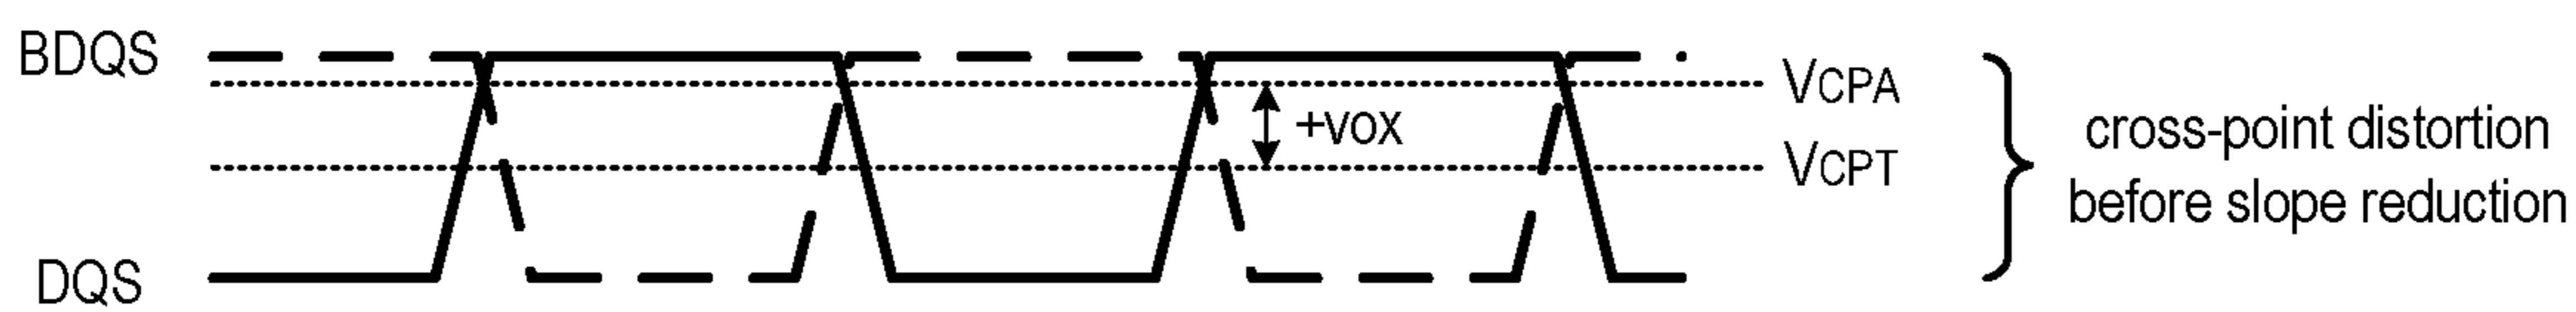 BDQS
VCPA
+VOX
VCPT
DQS
cross-point distortion
before slope reduction